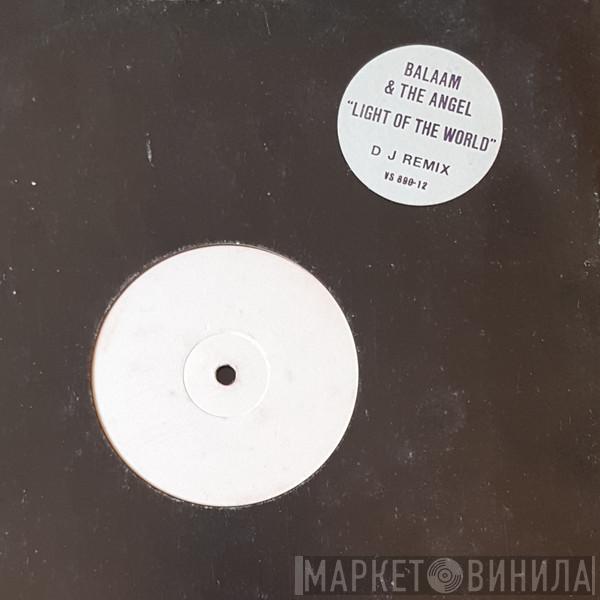 BALAAM
& THE ANGEL
"LIGHT OF THE WORLD"
D J REMIX
VS 890-12
МАРКЕТ ВИНИЛА